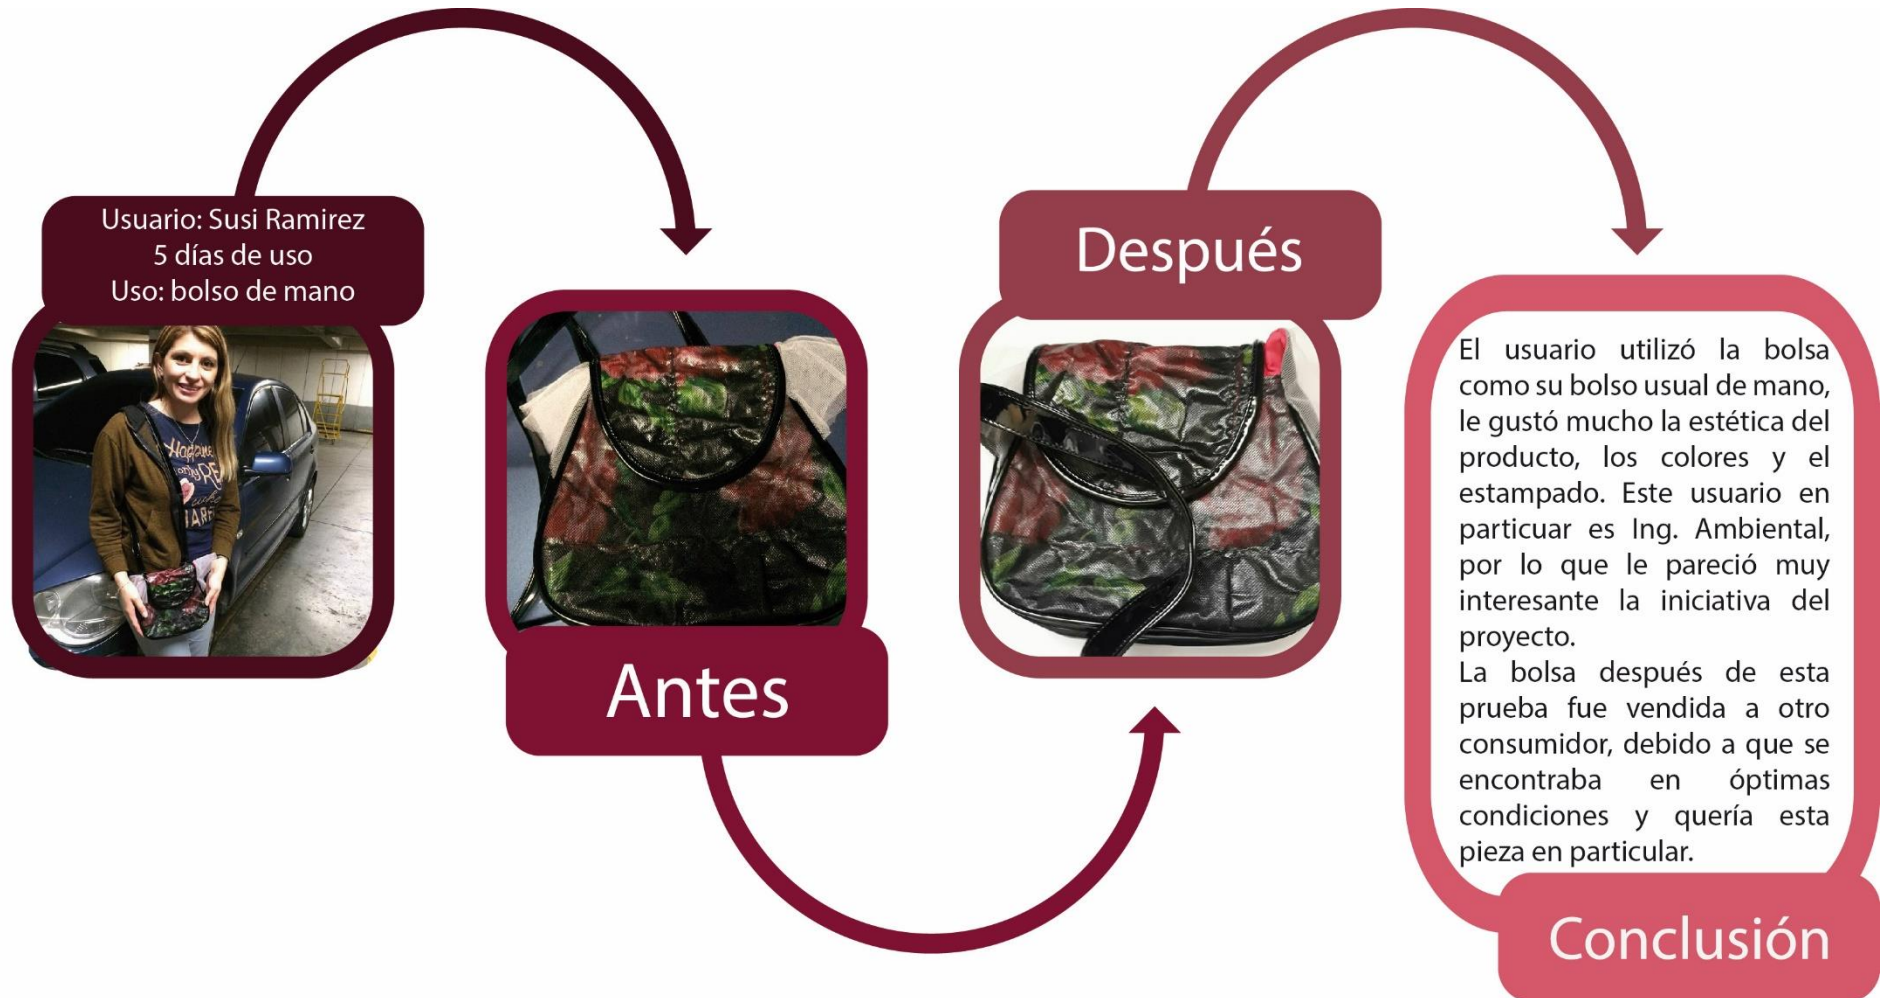 Usuario: Susi Ramirez
5 días de uso
Uso: bolso de mano
Antes
Después
El usuario utilizó la bolsa
como su bolso usual de mano,
le gustó mucho la estética del
producto, los colores y el
estampado. Este usuario en
particuar es Ing. Ambiental,
por lo que le pareció muy
interesante la iniciativa del
proyecto.
La bolsa después de esta
prueba fue vendida a otro
consumidor, debido a que se
encontraba en óptimas
condiciones y quería esta
pieza en particular.
Conclusión